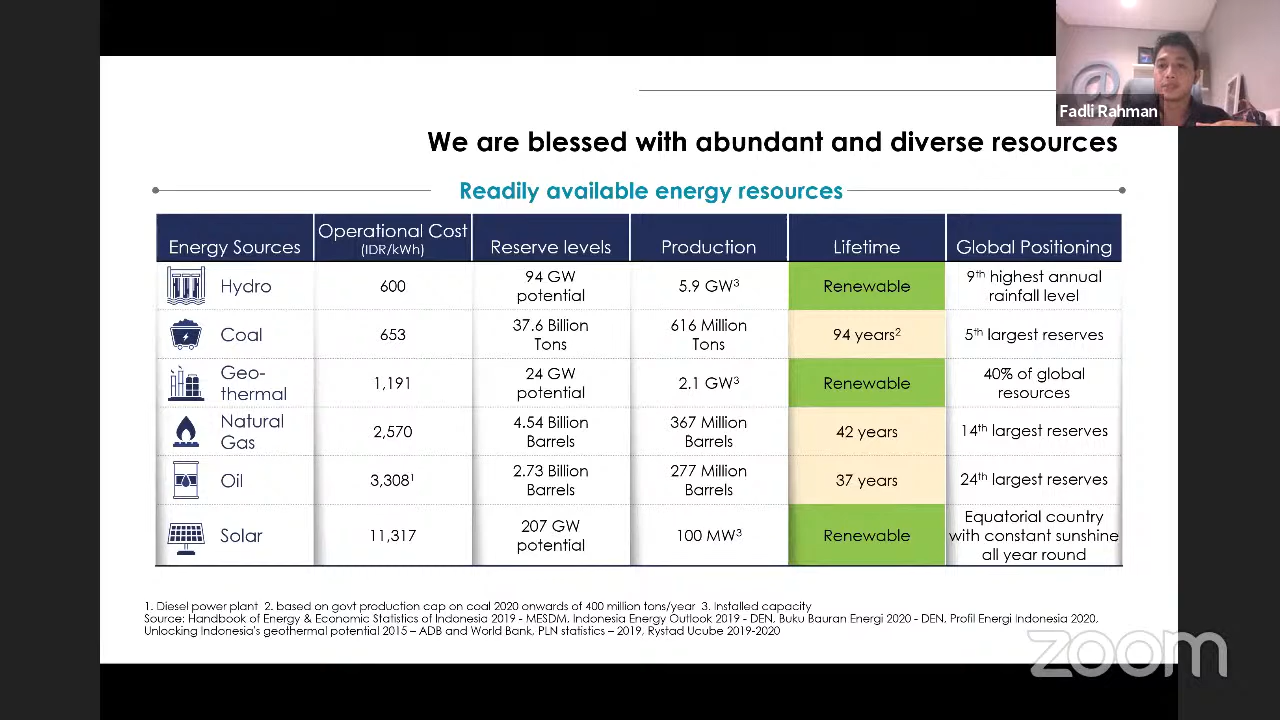 Fadli Rahman
We are blessed with abundant and diverse resources
Readily available energy resources
Energy Sources
Operational Cost
(IDR/kWh)
Reserve levels
Production
Lifetime
Global Positioning
Hydro
600
94 GW
potential
5.9 GW³
Renewable
9th highest annual
rainfall level
Coal
653
37.6 Billion
Tons
616 Million
Tons
94 years²
5th largest reserves
Geo-
thermal
1,191
24 GW
potential
2.1 GW³
Renewable
40% of global
resources
Natural
Gas
2,570
4.54 Billion
Barrels
367 Million
Barrels
42 years
14th largest reserves
Oil
3,308¹
2.73 Billion
Barrels
277 Million
Barrels
37 years
24th largest reserves
Solar
11,317
207 GW
potential
100 MW³
Renewable
Equatorial country
with constant sunshine
all year round
1. Diesel power plant 2. based on govt production cap on coal 2020 onwards of 400 million tons/year 3. Installed capacity
Source: Handbook of Energy & Economic Statistics of Indonesia 2019 - MESDM, Indonesia Energy Outlook 2019 - DEN, Buku Bauran Energi 2020 - DEN, Profil Energi Indonesia 2020,
Unlocking Indonesia's geothermal potential 2015 – ADB and World Bank, PLN statistics – 2019, Rystad Ucube 2019-2020
zoom